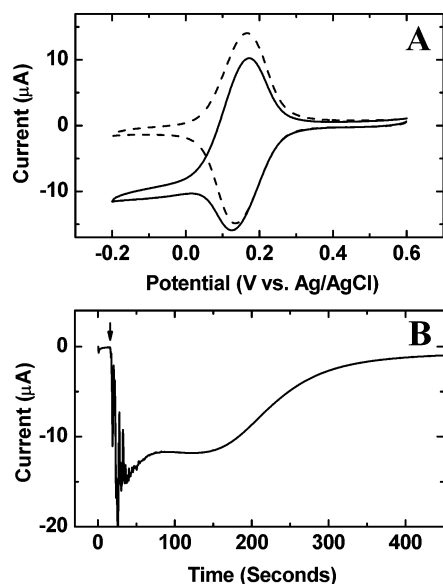 A
10
0
-10
Current (µA)
-0.2 0.0 0.2 0.4 0.6
Potential (V vs. Ag/AgCl)
B
0
-10
-20
Current (µA)
0 100 200 300 400
Time (Seconds)